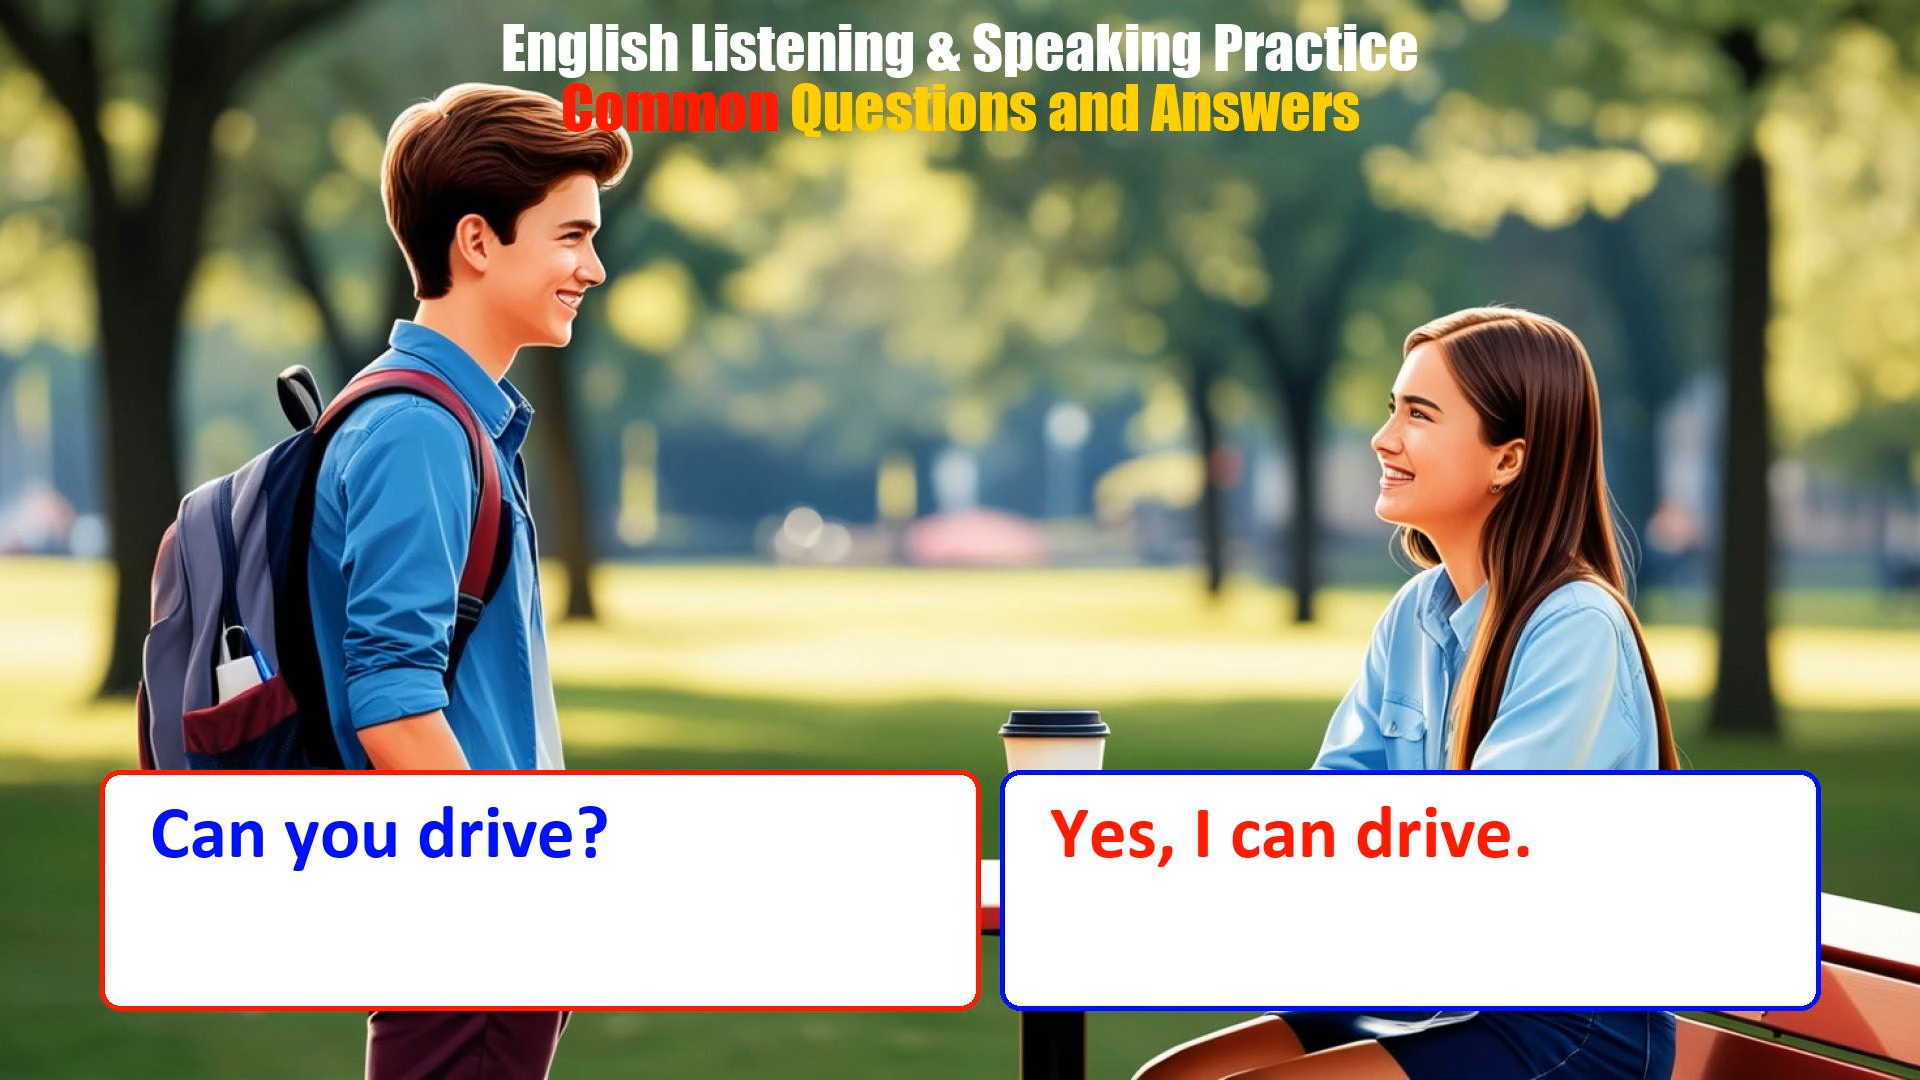 English Listening & Speaking Practice
Common Questions and Answers
Can you drive?
Yes, I can drive.